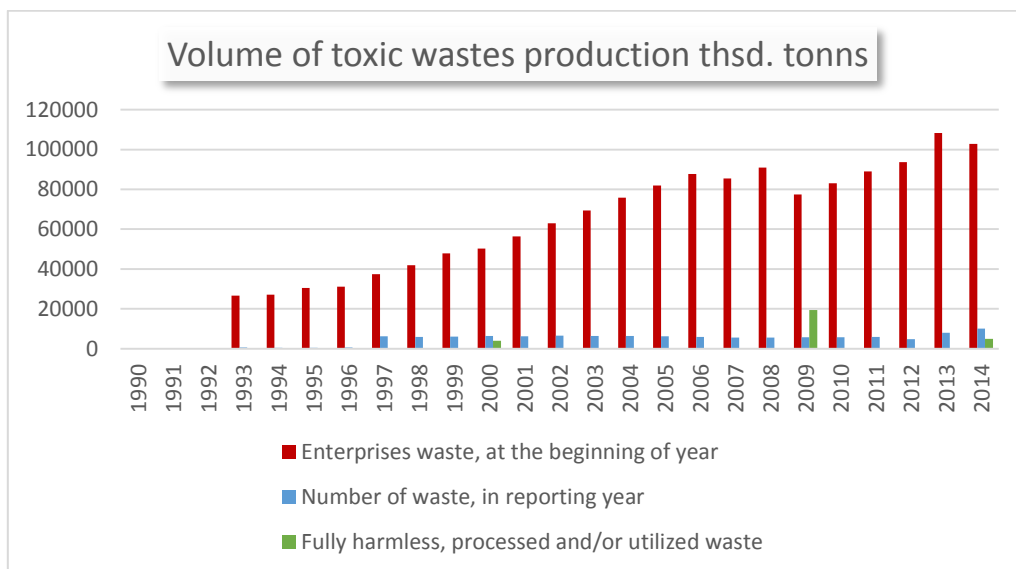 Volume of toxic wastes production thsd. tonns
120000
100000
80000
60000
40000
20000
0
1990 1991 1992 1993 1994 1995 1996 1997 1998 1999 2000 2001 2002 2003 2004 2005 2006 2007 2008 2009 2010 2011 2012 2013 2014
Enterprises waste, at the beginning of year
Number of waste, in reporting year
Fully harmless, processed and/or utilized waste